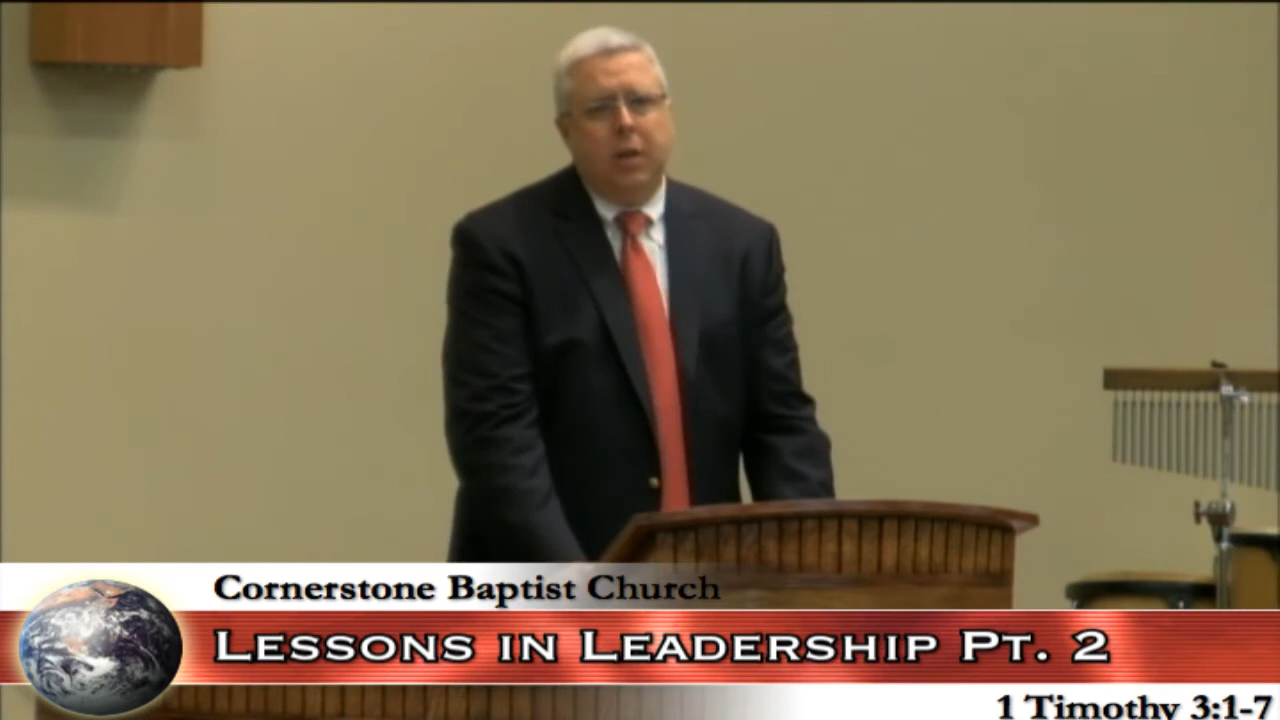 Cornerstone Baptist Church
LESSONS IN LEADERSHIP PT. 2
1 Timothy 3:1-7